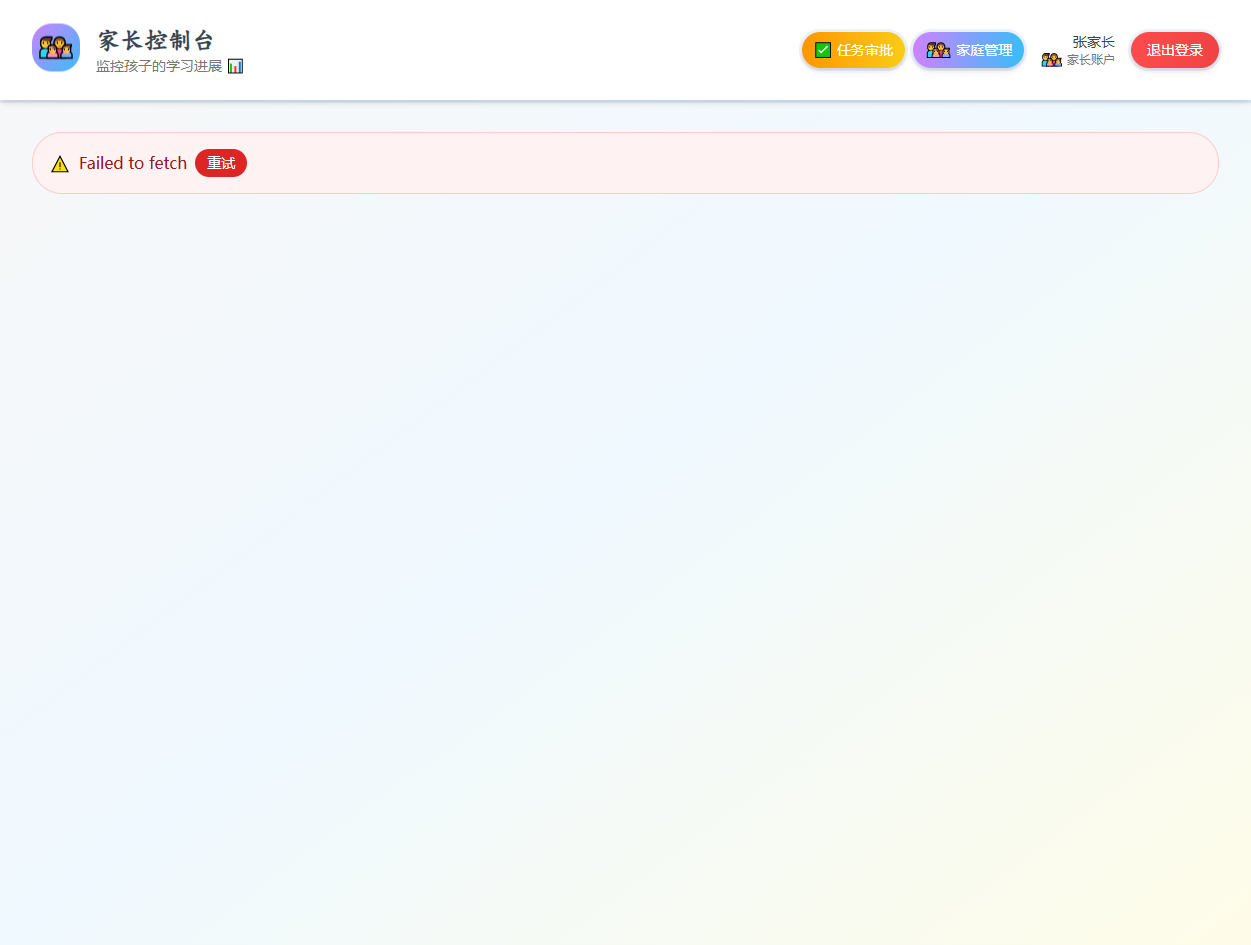 家长控制台
监控孩子的学习进展
任务审批
家庭管理
张家长
家长账户
退出登录
Failed to fetch
重试